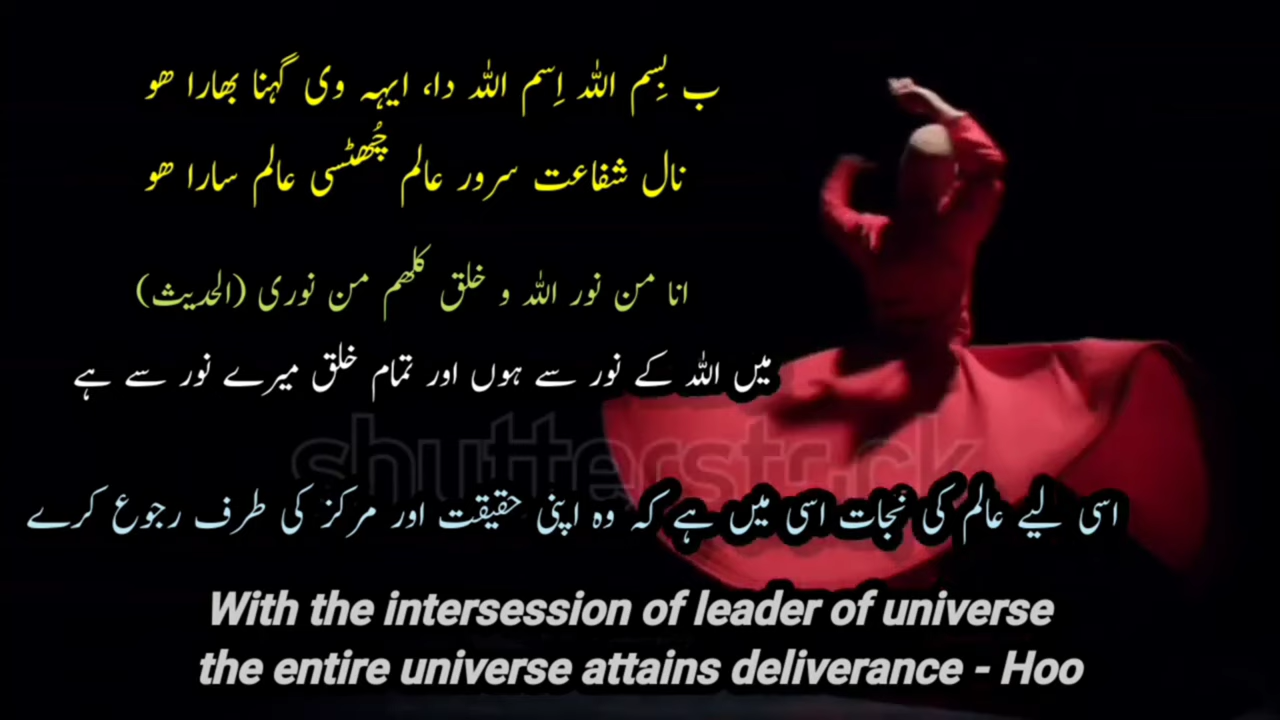 ب بِسم اللہ اِسم اللہ دا، ایہہ وی گہنا بھارا ھو
نال شفاعت سرور عالم چُھٹسی عالم سارا ھو
انا من نور اللہ و خلق کلھم من نوری (الحدیث)
میں اللہ کے نور سے ہوں اور تمام خلق میرے نور سے ہے
shutterstock
اسی لیے عالم کی نجات اسی میں ہے کہ وہ اپنی حقیقت اور مرکز کی طرف رجوع کرے
With the intersession of leader of universe
the entire universe attains deliverance - Hoo